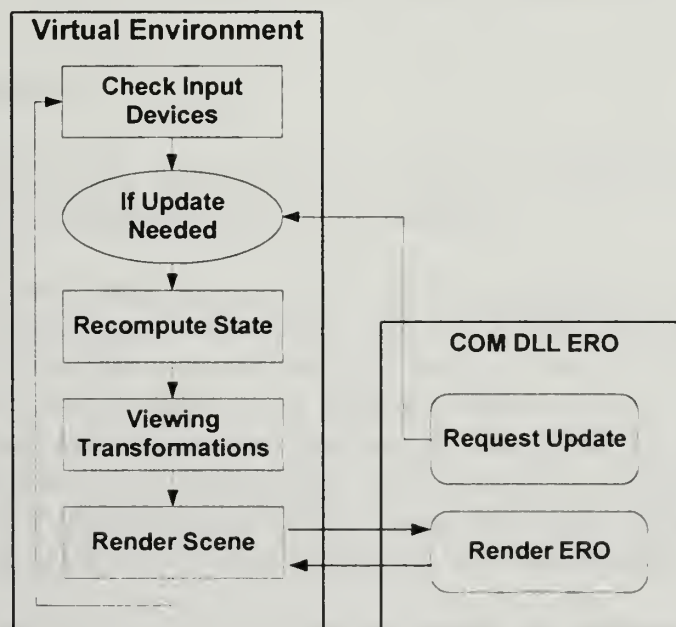 Virtual Environment
Check Input
Devices
If Update
Needed
Recompute State
Viewing
Transformations
Render Scene
COM DLL ERO
Request Update
Render ERO